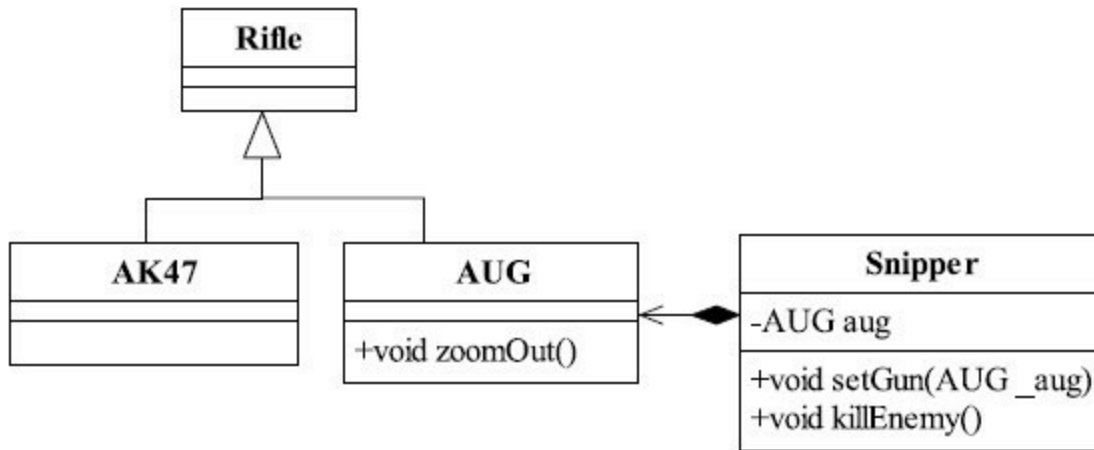 Rifle
AK47
AUG
+void zoomOut()
Snipper
-AUG aug
+void setGun(AUG _aug)
+void killEnemy()